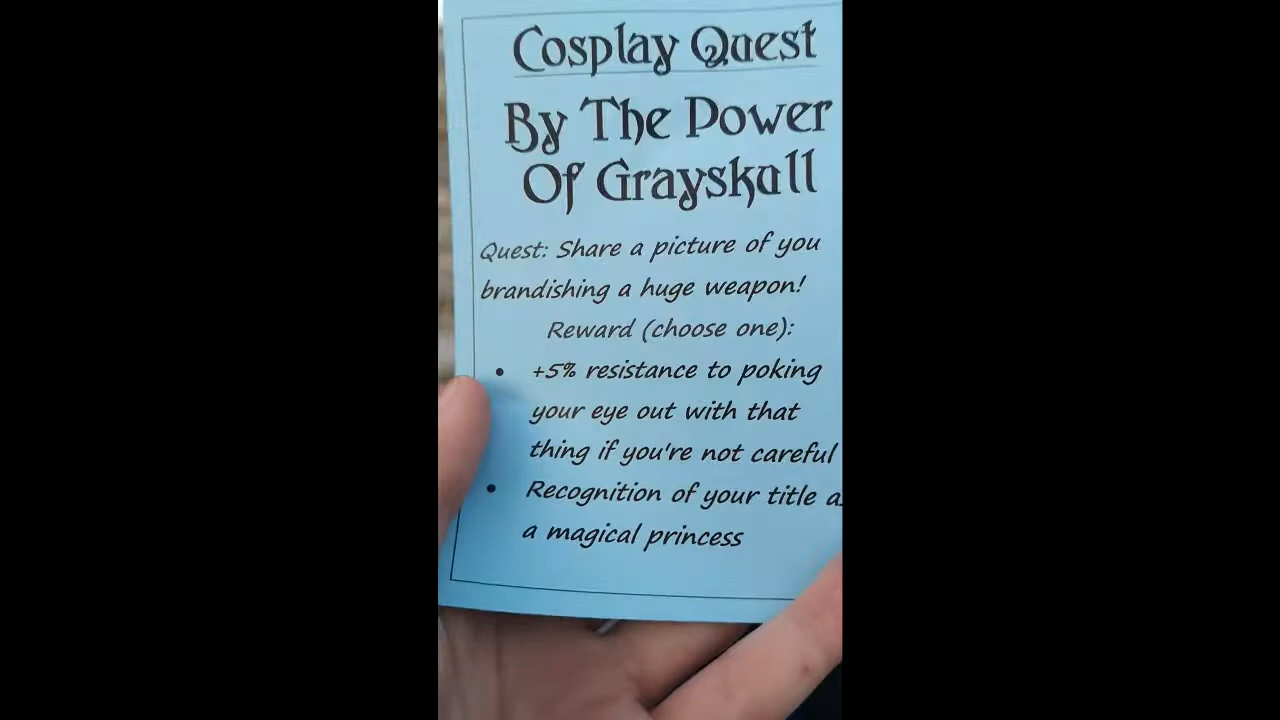 Cosplay Quest
By The Power
Of Grayskull
Quest: Share a picture of you
brandishing a huge weapon!
Reward (choose one):
• +5% resistance to poking
your eye out with that
thing if you're not careful
• Recognition of your title as
a magical princess